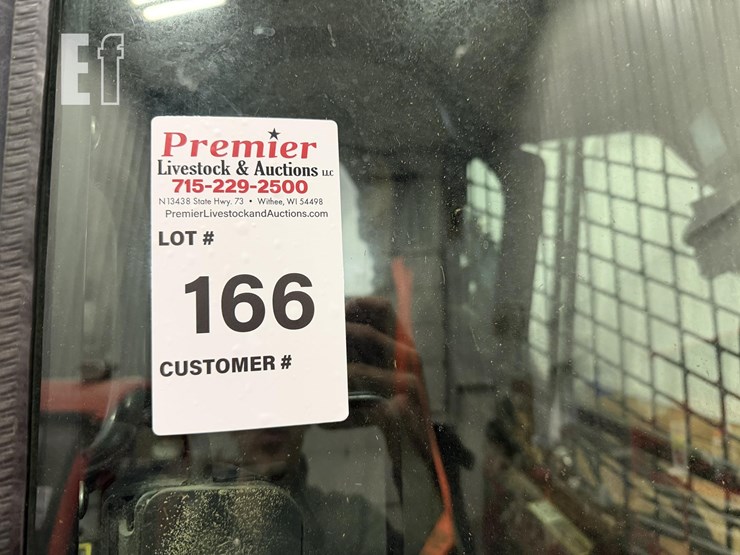 Ef
Premier
Livestock & Auctions LLC
715-229-2500
N13438 State Hwy. 73 • Withee, WI 54498
PremierLivestockandAuctions.com
LOT #
166
CUSTOMER #